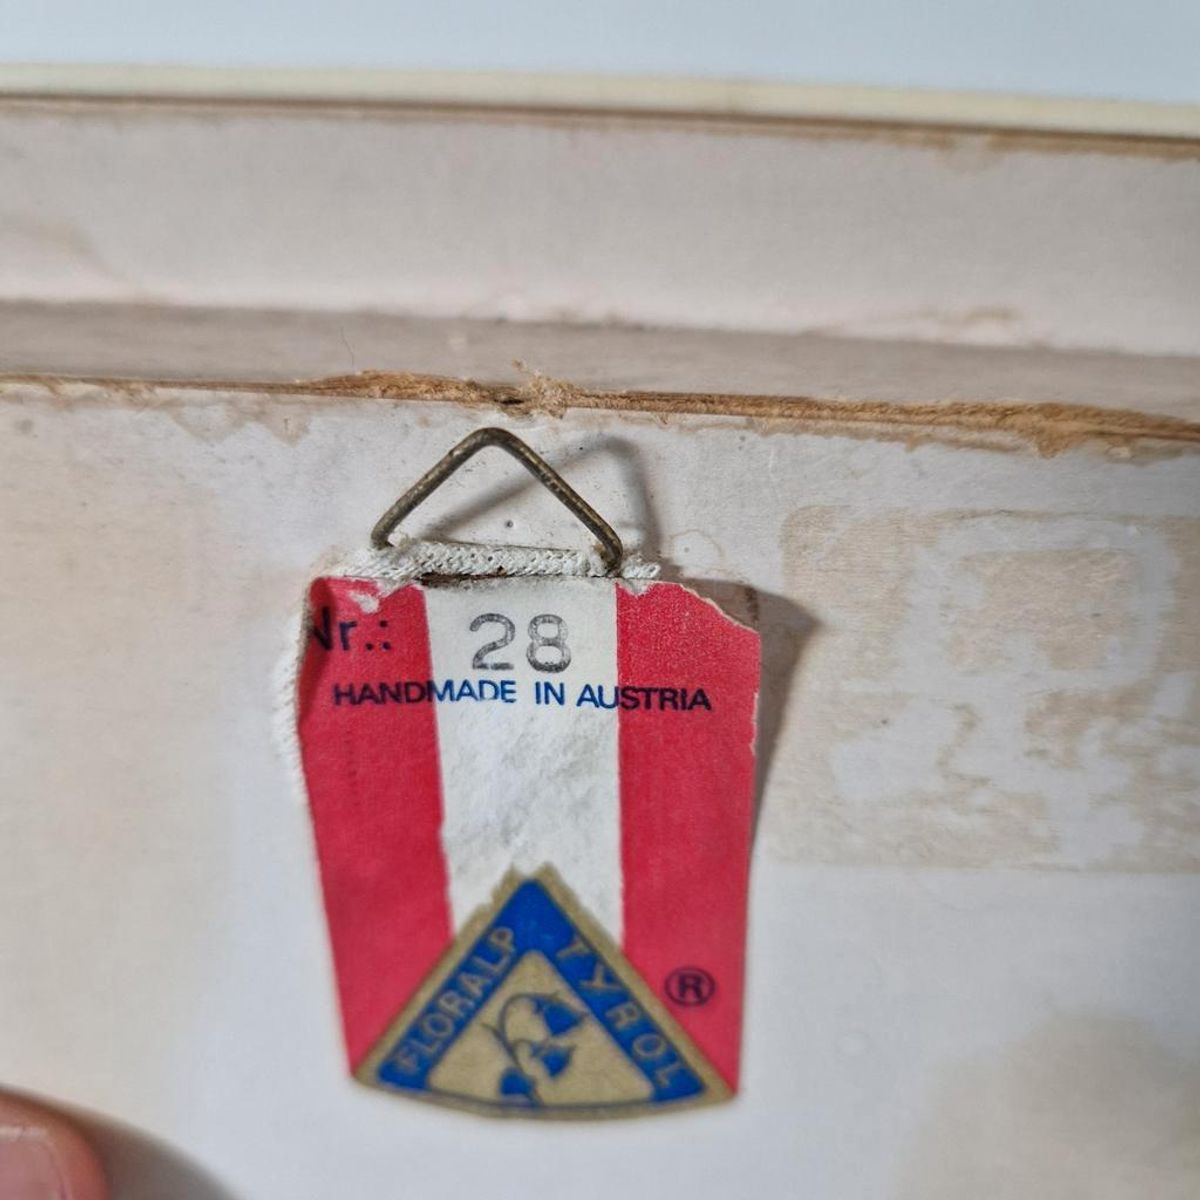 Nr.: 28
HANDMADE IN AUSTRIA
FLORALP TYROL
®